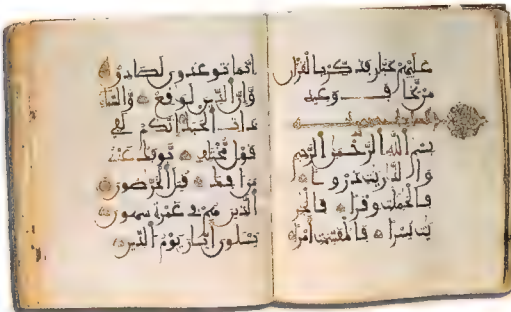 عليهم بجبار فذكر بالقران
من يخاف وعيد
بسم الله الرحمن الرحيم
والذريت ذروا
فالحملت وقرا فالجر
يت يسرا فالمقسمت امرا
انما توعدون لصادق
وان الدين لوقع والسماء
ذات الحبك انكم لفي
قول مختلف يوفك عنه
من افك قتل الخرصون
الذين هم في غمرة ساهون
يسلون ايان يوم الدين